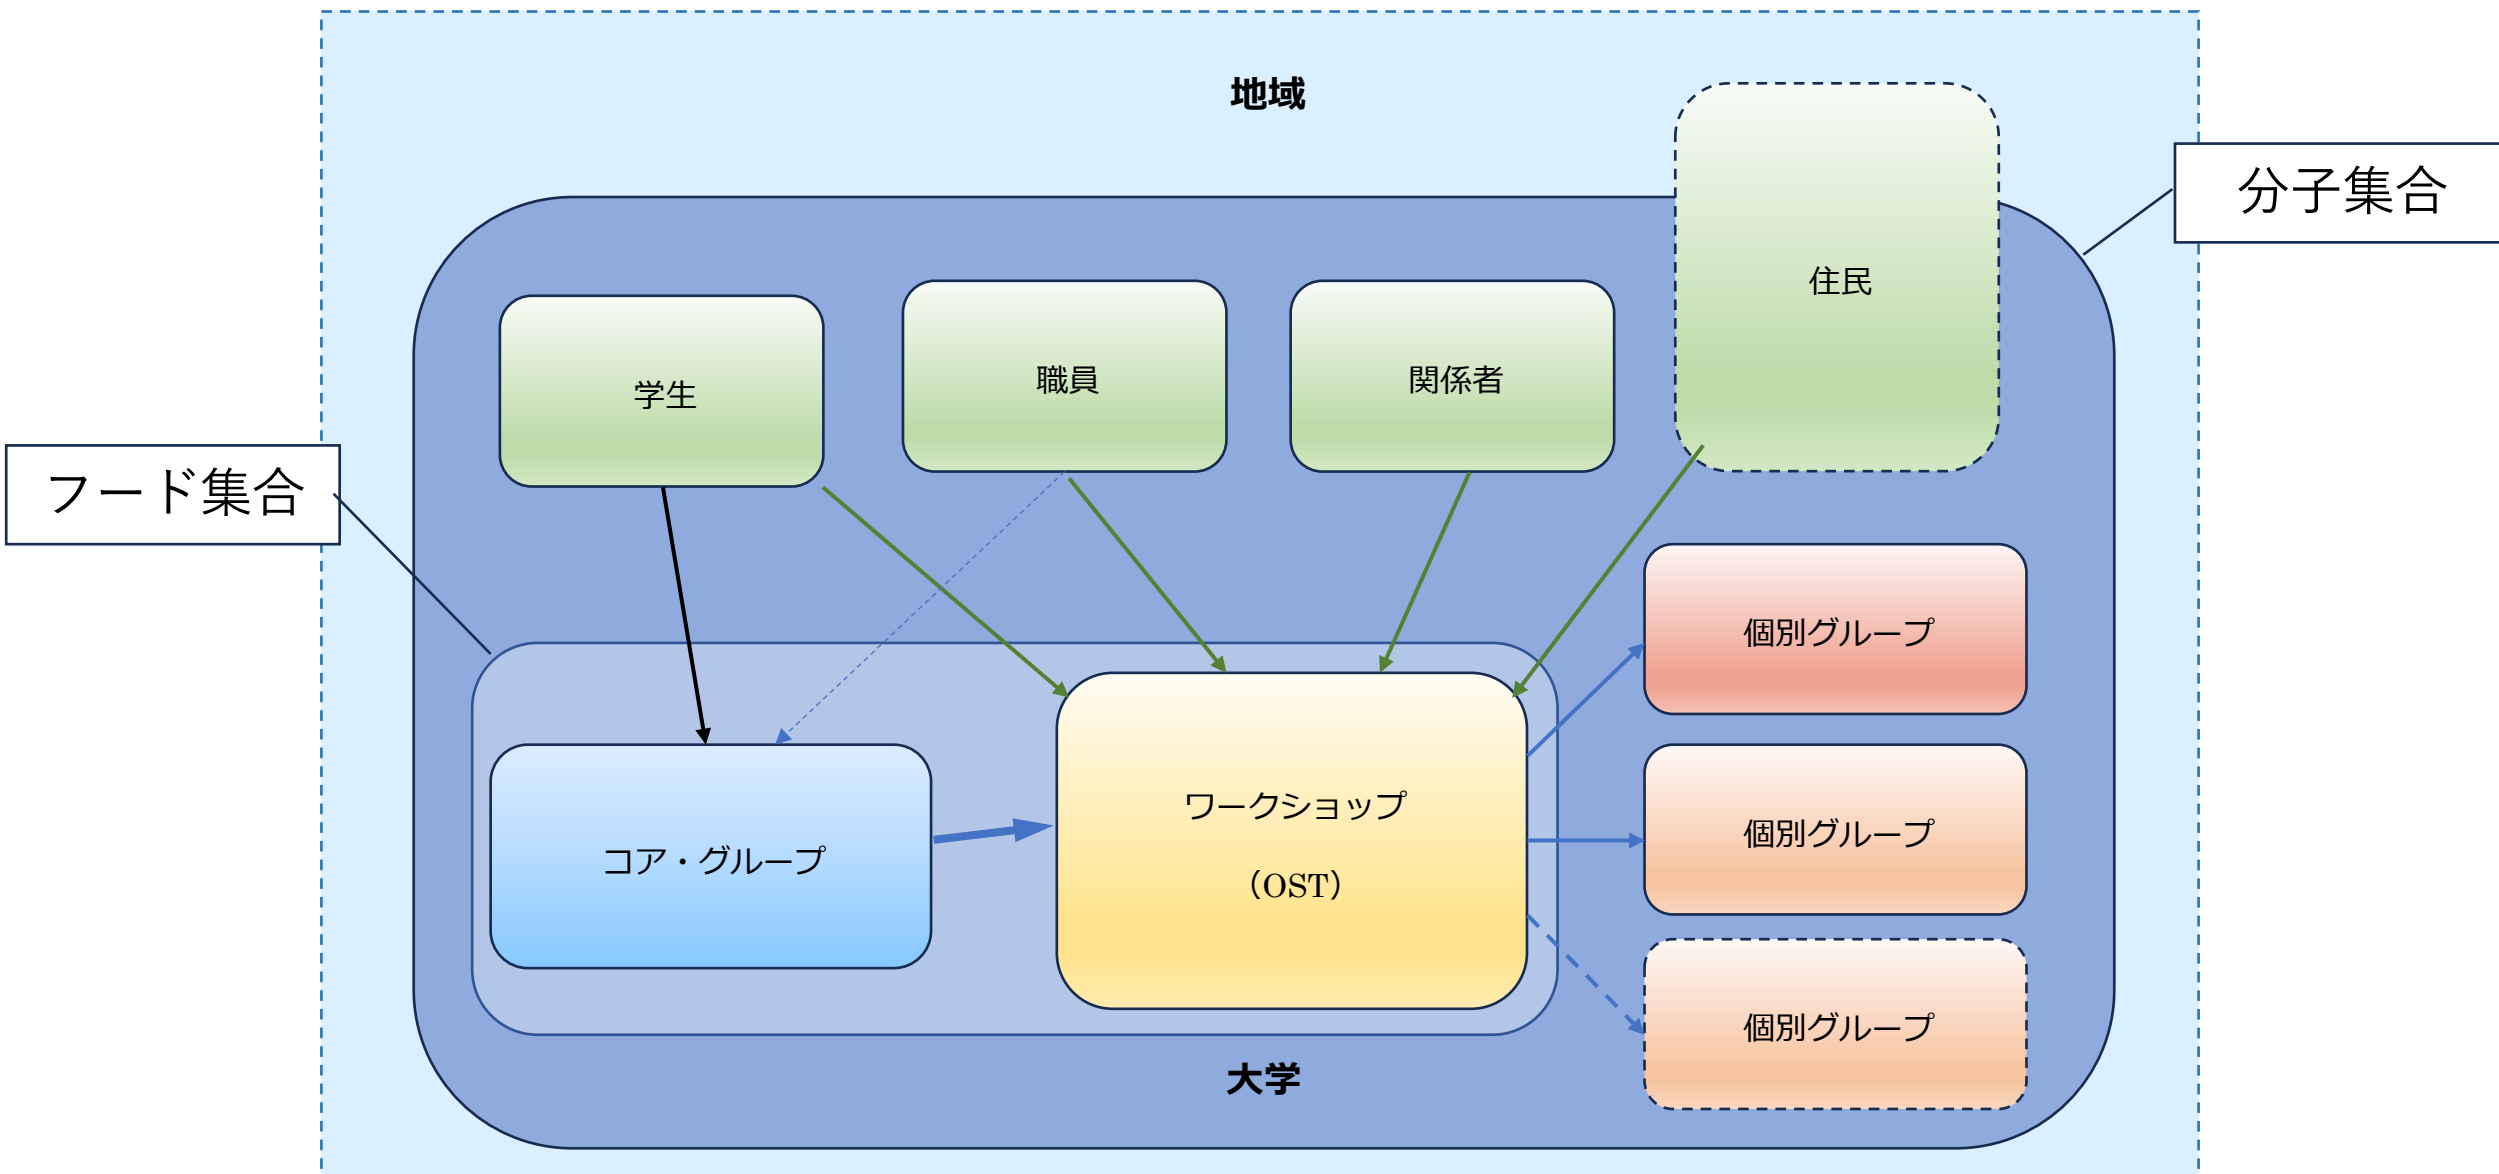 地域
分子集合
住民
学生
職員
関係者
フード集合
個別グループ
コア・グループ
ワークショップ
（OST）
個別グループ
個別グループ
大学